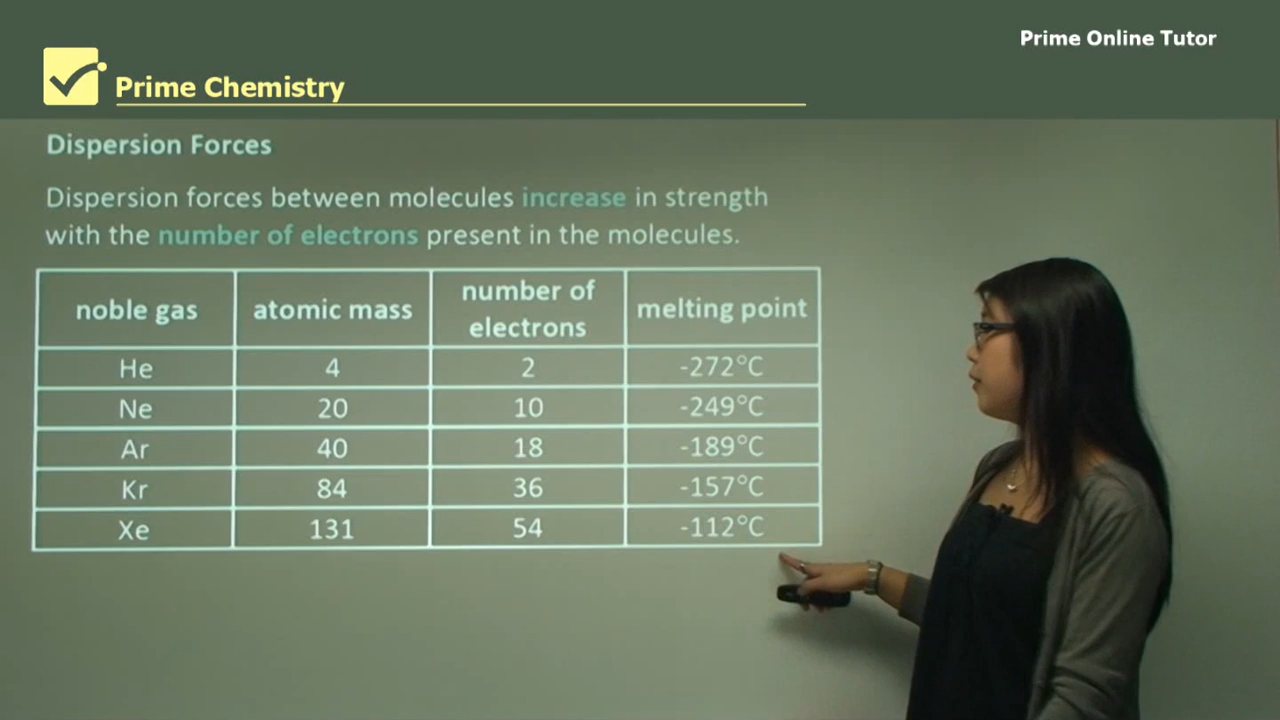 Prime Online Tutor
Prime Chemistry
Dispersion Forces
Dispersion forces between molecules increase in strength
with the number of electrons present in the molecules.
noble gas atomic mass number of electrons melting point
He 4 2 -272°C
Ne 20 10 -249°C
Ar 40 18 -189°C
Kr 84 36 -157°C
Xe 131 54 -112°C